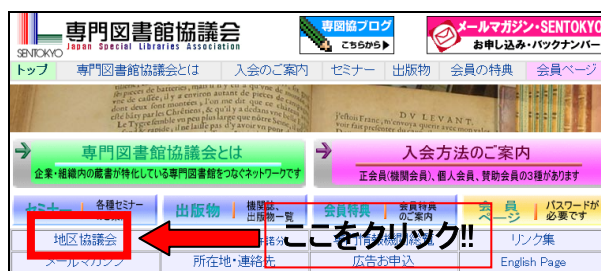 専門図書館協議会
SENTOKYO Japan Special Libraries Association
専図協ブログ
こちらから▶
メールマガジン・SENTOKYO
お申し込み・バックナンバー
トップ 専門図書館協議会とは 入会のご案内 セミナー 出版物 会員の特典 会員ページ
DV LEVANT.
専門図書館協議会とは
企業・組織内の蔵書が特化している専門図書館をつなぐネットワークです
入会方法のご案内
正会員(機関会員)、個人会員、賛助会員の3種があります
セミナー 各種セミナー
出版物 機関誌、出版物一覧
会員特典 会員特典のご案内
会員ページ パスワードが必要です
地区協議会 ここをクリック!! リンク集
メールマガジン 所在地・連絡先 広告お申込 English Page